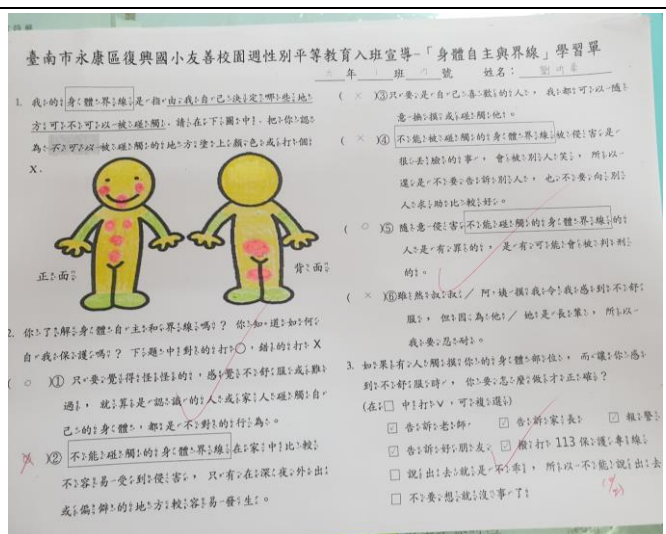 臺南市永康區復興國小友善校園週性別平等教育入班宣導-「身體自主與界線」學習單
年 班 號 姓名：
1. 我的身體界線是指由我自己決定哪些地
方可不可以被碰觸。請在下圖中，把你認
為不可以被碰觸的地方塗上顏色或打個
X.
正面
背面
2. 你了解身體自主和界線嗎？你知道如何
自我保護嗎？下題中對的打○，錯的打 X
( ○ )① 只要覺得怪怪的，感覺不舒服或難
過，就算是認識的人或家人碰觸自
己的身體，都是不對的行為。
( X )② 不能碰觸的身體界線在家中比較
不容易受到侵害，只有在深夜外出
或偏僻的地方較容易發生。
( × )③只要是自己喜歡的人，我都可以隨
意撫摸或碰觸他。
( × )④ 不能被碰觸的身體界線被侵害是
很丟臉的事，會被別人笑，所以
還是不要告訴別人，也不要向別
人求助比較好。
( ○ )⑤ 隨意侵害不能碰觸的身體界線的
人是有罪的，是有可能會被判刑
的。
( × )⑥雖然叔叔/阿姨摸我令我感到不舒
服，但因為他/她是長輩，所以
我要忍耐。
3. 如果有人觸摸你的身體部位，而讓你感
到不舒服時，你要怎麼做才正確？
(在□ 中打V，可複選)
☑ 告訴老師 ☑ 告訴家長 ☑ 報警
☑ 告訴好朋友 ☑ 撥打 113 保護專線
□ 說出去就是不乖，所以不能說出去
□ 不要想就沒事了